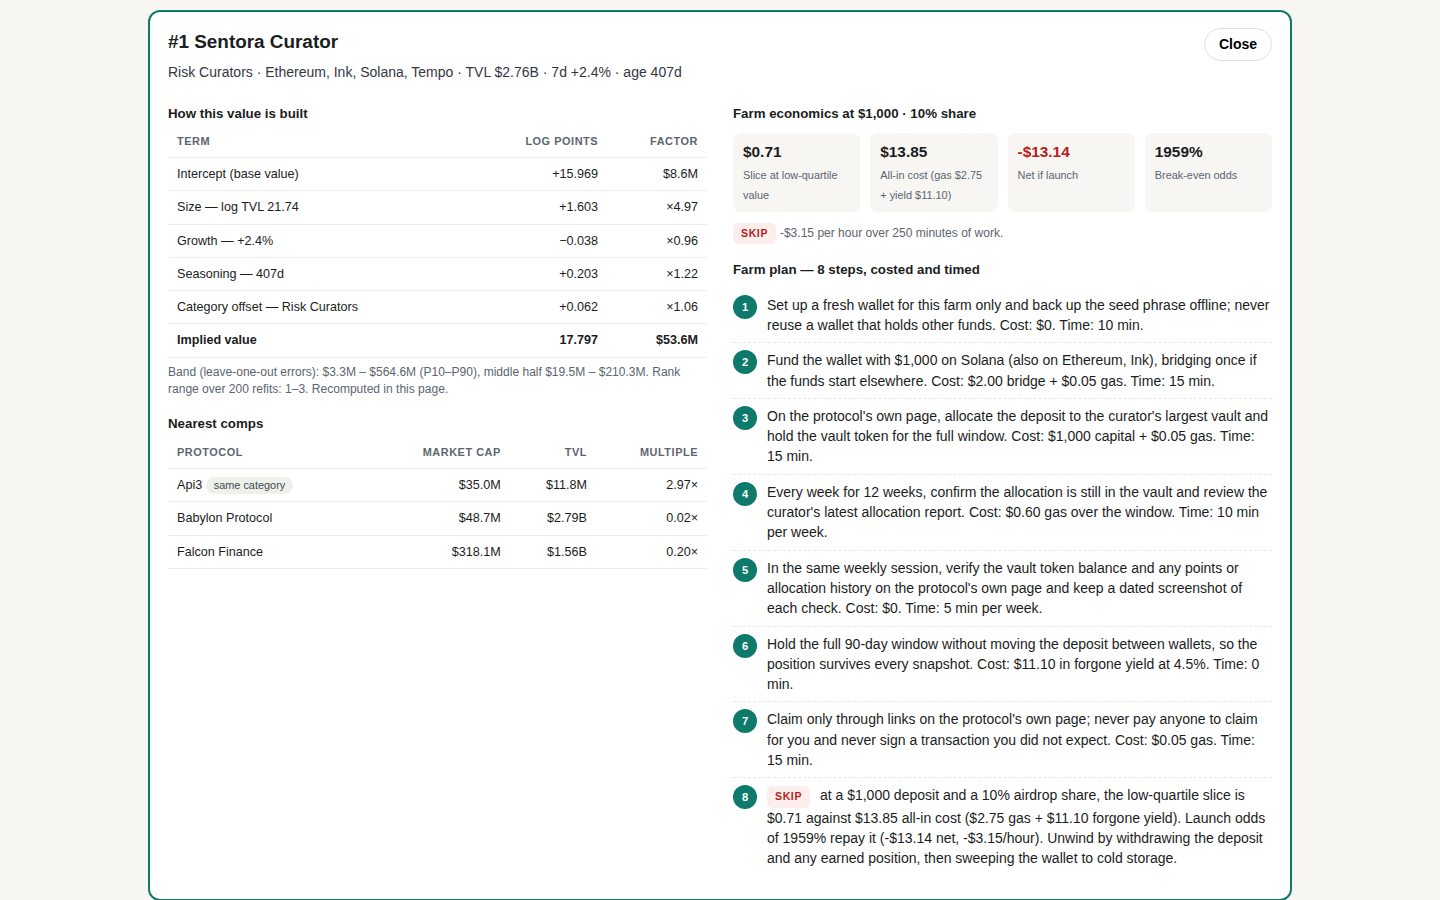 #1 Sentora Curator
Close
Risk Curators · Ethereum, Ink, Solana, Tempo · TVL $2.76B · 7d +2.4% · age 407d
How this value is built
TERM LOG POINTS FACTOR
Intercept (base value) +15.969 $8.6M
Size — log TVL 21.74 +1.603 ×4.97
Growth — +2.4% −0.038 ×0.96
Seasoning — 407d +0.203 ×1.22
Category offset — Risk Curators +0.062 ×1.06
Implied value 17.797 $53.6M
Band (leave-one-out errors): $3.3M – $564.6M (P10–P90), middle half $19.5M – $210.3M. Rank
range over 200 refits: 1–3. Recomputed in this page.
Nearest comps
PROTOCOL MARKET CAP TVL MULTIPLE
Api3 same category $35.0M $11.8M 2.97×
Babylon Protocol $48.7M $2.79B 0.02×
Falcon Finance $318.1M $1.56B 0.20×
Farm economics at $1,000 · 10% share
$0.71
Slice at low-quartile
value
$13.85
All-in cost (gas $2.75
+ yield $11.10)
-$13.14
Net if launch
1959%
Break-even odds
SKIP -$3.15 per hour over 250 minutes of work.
Farm plan — 8 steps, costed and timed
1 Set up a fresh wallet for this farm only and back up the seed phrase offline; never
reuse a wallet that holds other funds. Cost: $0. Time: 10 min.
2 Fund the wallet with $1,000 on Solana (also on Ethereum, Ink), bridging once if
the funds start elsewhere. Cost: $2.00 bridge + $0.05 gas. Time: 15 min.
3 On the protocol's own page, allocate the deposit to the curator's largest vault and
hold the vault token for the full window. Cost: $1,000 capital + $0.05 gas. Time:
15 min.
4 Every week for 12 weeks, confirm the allocation is still in the vault and review the
curator's latest allocation report. Cost: $0.60 gas over the window. Time: 10 min
per week.
5 In the same weekly session, verify the vault token balance and any points or
allocation history on the protocol's own page and keep a dated screenshot of
each check. Cost: $0. Time: 5 min per week.
6 Hold the full 90-day window without moving the deposit between wallets, so the
position survives every snapshot. Cost: $11.10 in forgone yield at 4.5%. Time: 0
min.
7 Claim only through links on the protocol's own page; never pay anyone to claim
for you and never sign a transaction you did not expect. Cost: $0.05 gas. Time:
15 min.
8 SKIP at a $1,000 deposit and a 10% airdrop share, the low-quartile slice is
$0.71 against $13.85 all-in cost ($2.75 gas + $11.10 forgone yield). Launch odds
of 1959% repay it (-$13.14 net, -$3.15/hour). Unwind by withdrawing the deposit
and any earned position, then sweeping the wallet to cold storage.